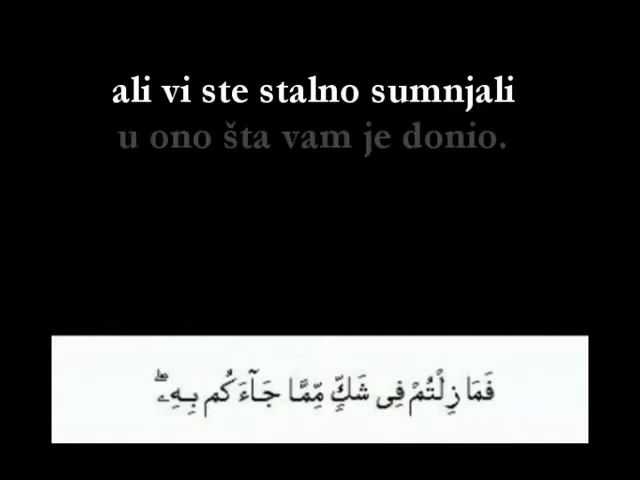 ali vi ste stalno sumnjali
u ono šta vam je donio.
فَمَا زِلْتُمْ فِى شَكٍّ مِّمَّا جَآءَكُم بِهِۦ ۖ